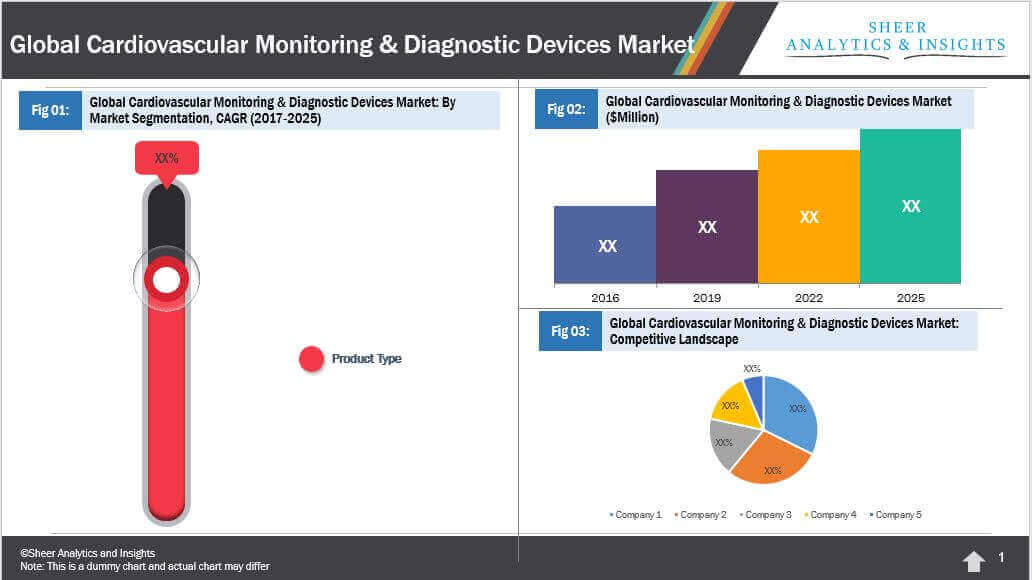 Global Cardiovascular Monitoring & Diagnostic Devices Market
SHEER
ANALYTICS & INSIGHTS
Fig 01:
Global Cardiovascular Monitoring & Diagnostic Devices Market: By
Market Segmentation, CAGR (2017-2025)
XX%
Product Type
Fig 02:
Global Cardiovascular Monitoring & Diagnostic Devices Market
($Million)
XX
XX
XX
XX
2016
2019
2022
2025
Fig 03:
Global Cardiovascular Monitoring & Diagnostic Devices Market:
Competitive Landscape
XX%
XX%
XX%
XX%
XX%
Company 1
Company 2
Company 3
Company 4
Company 5
©Sheer Analytics and Insights
Note: This is a dummy chart and actual chart may differ
1